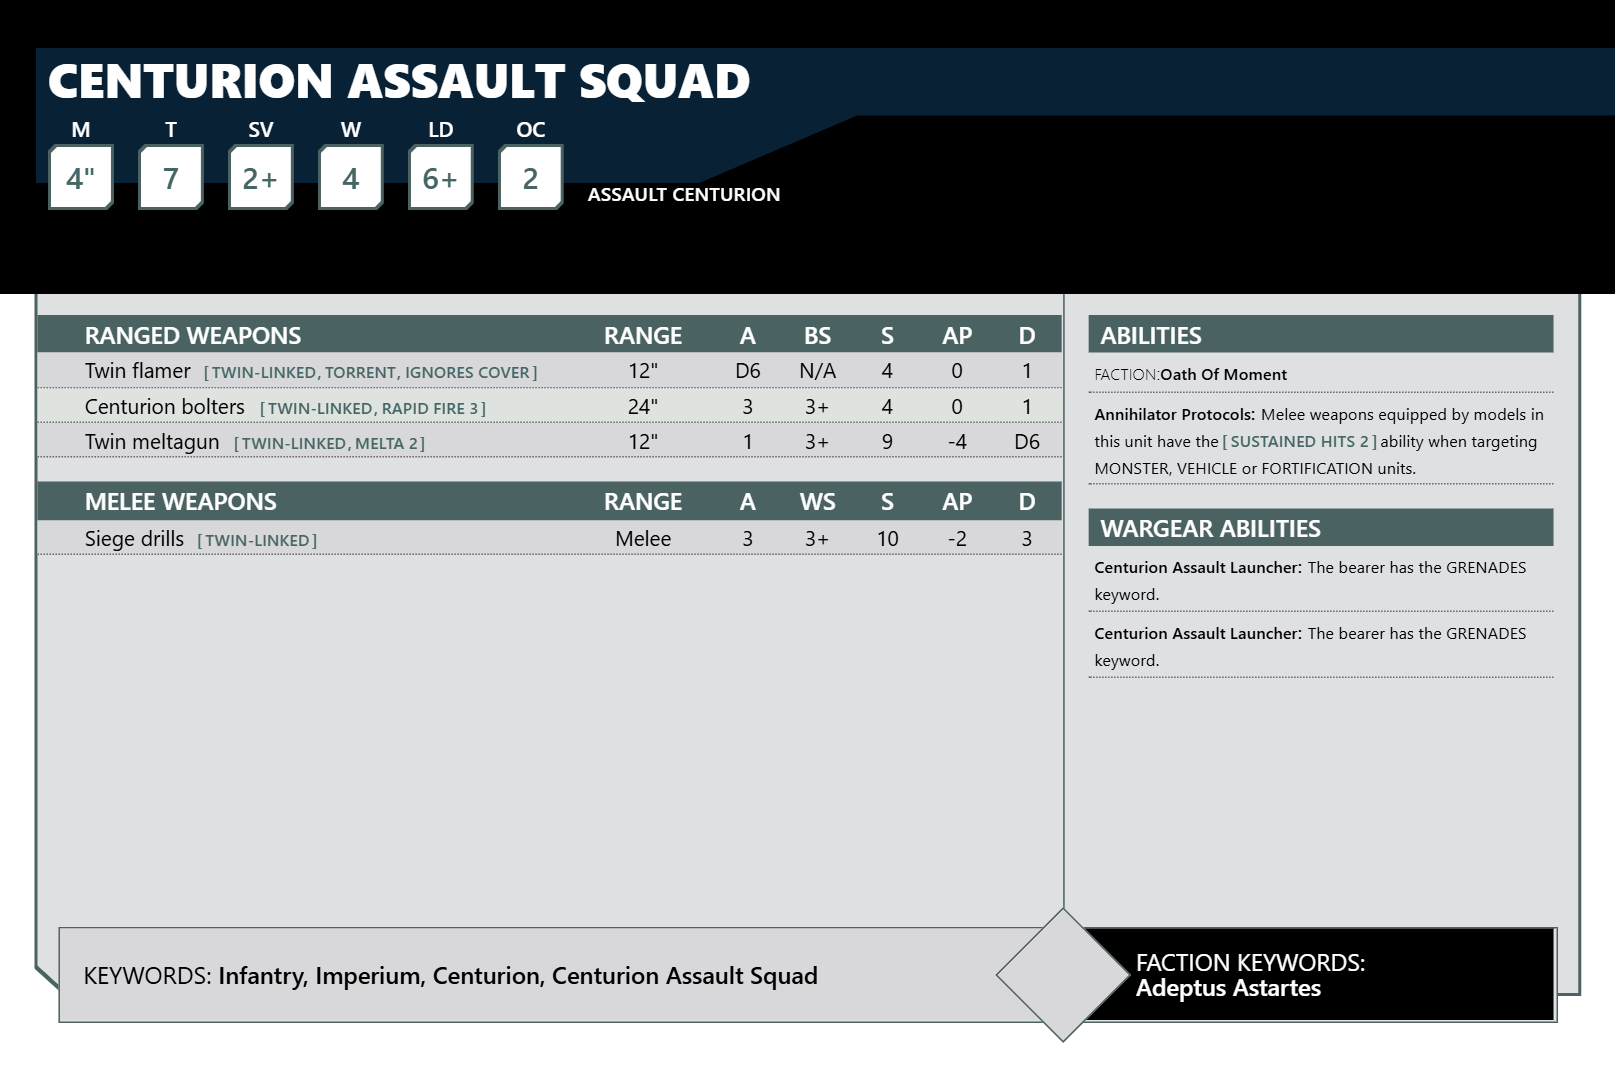 CENTURION ASSAULT SQUAD
M T SV W LD OC
4" 7 2+ 4 6+ 2 ASSAULT CENTURION
RANGED WEAPONS RANGE A BS S AP D
Twin flamer [TWIN-LINKED, TORRENT, IGNORES COVER] 12" D6 N/A 4 0 1
Centurion bolters [TWIN-LINKED, RAPID FIRE 3] 24" 3 3+ 4 0 1
Twin meltagun [TWIN-LINKED, MELTA 2] 12" 1 3+ 9 -4 D6
MELEE WEAPONS RANGE A WS S AP D
Siege drills [TWIN-LINKED] Melee 3 3+ 10 -2 3
ABILITIES
FACTION:Oath Of Moment
Annihilator Protocols: Melee weapons equipped by models in
this unit have the [SUSTAINED HITS 2] ability when targeting
MONSTER, VEHICLE or FORTIFICATION units.
WARGEAR ABILITIES
Centurion Assault Launcher: The bearer has the GRENADES
keyword.
Centurion Assault Launcher: The bearer has the GRENADES
keyword.
KEYWORDS: Infantry, Imperium, Centurion, Centurion Assault Squad
FACTION KEYWORDS:
Adeptus Astartes